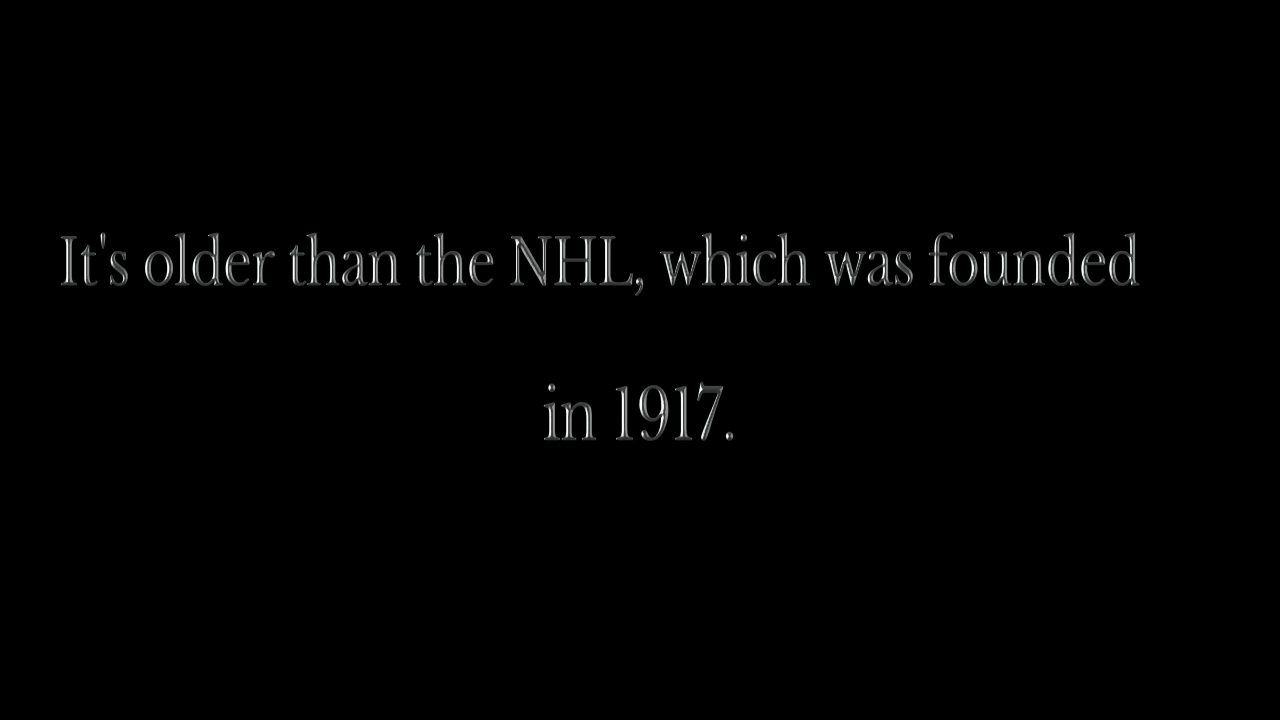 It's older than the NHL, which was founded
in 1917.